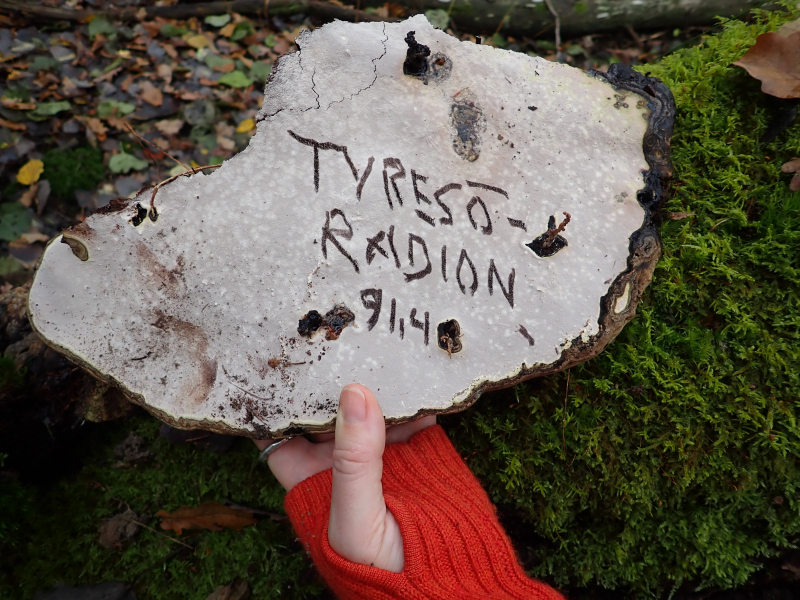 TYRESÖ-
RADION
91,4